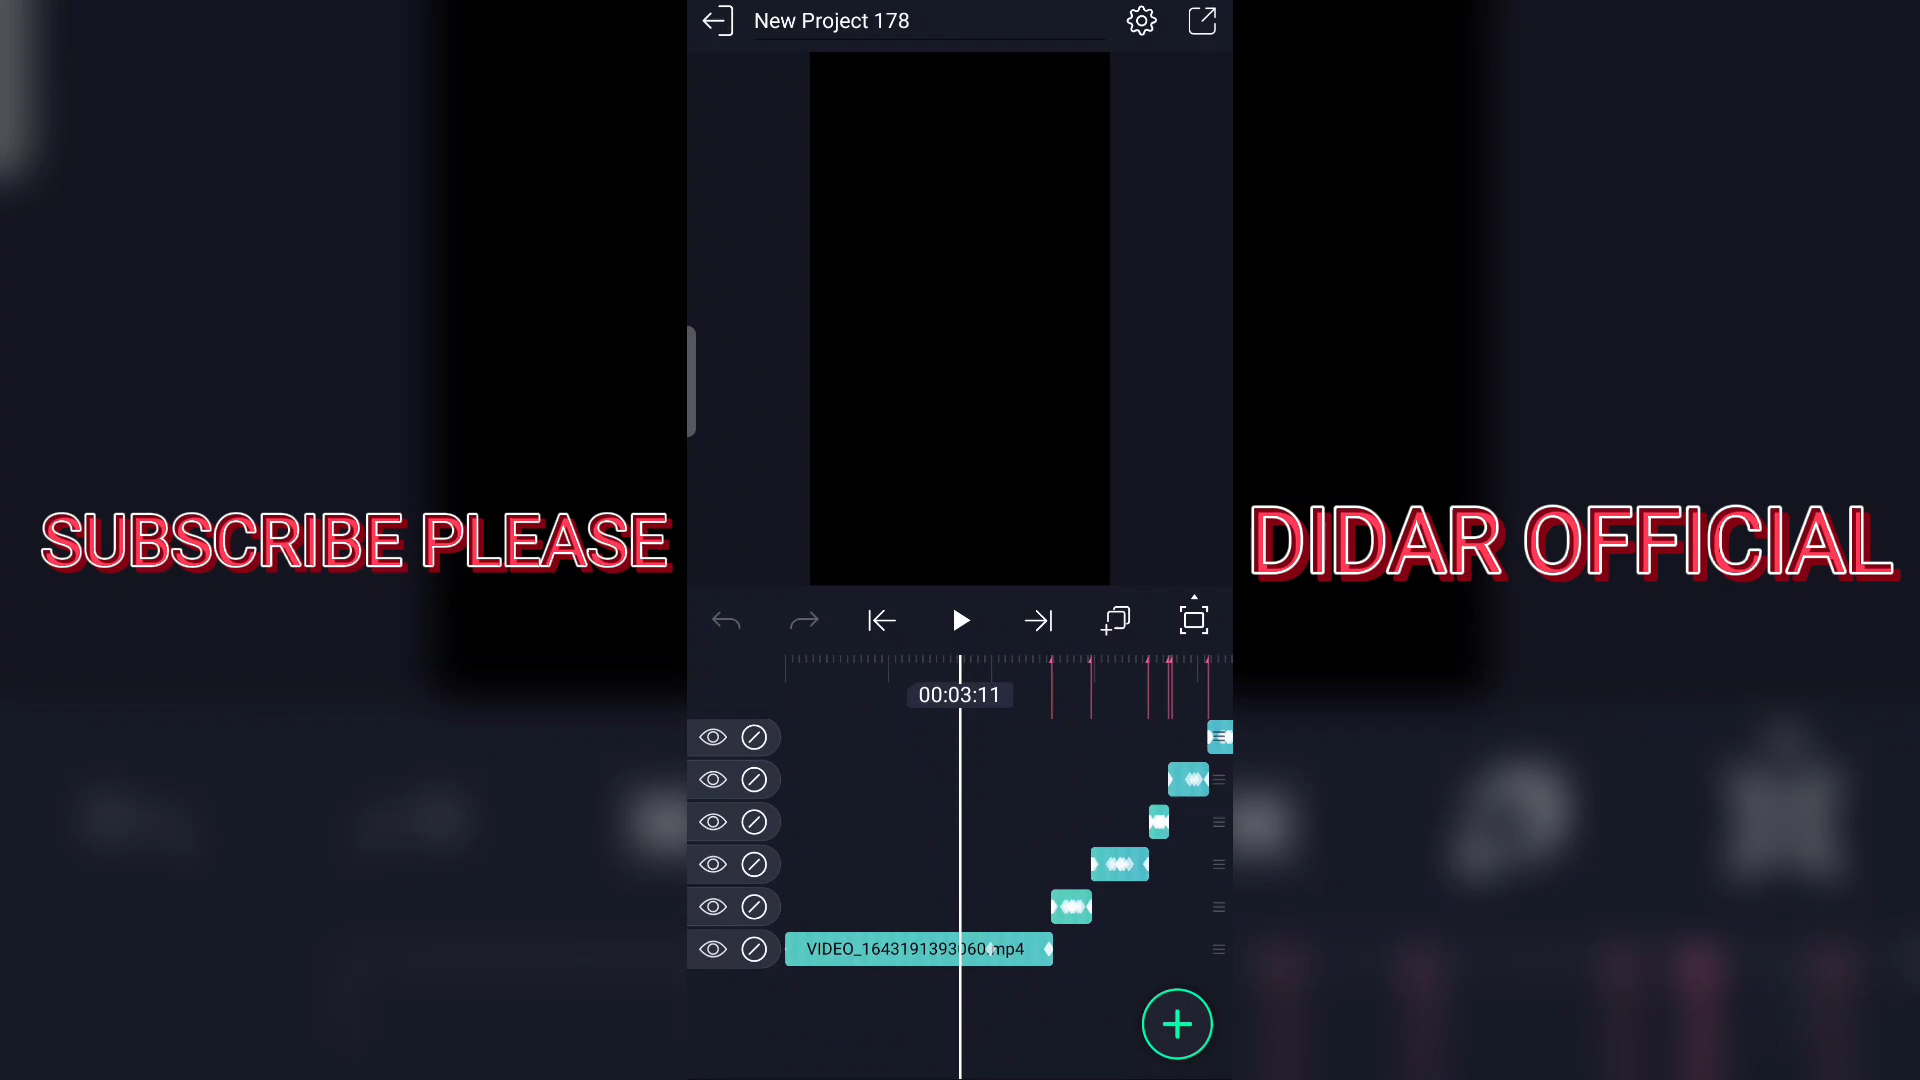 New Project 178
SUBSCRIBE PLEASE
DIDAR OFFICIAL
00:03:11
VIDEO_1643191393060.mp4